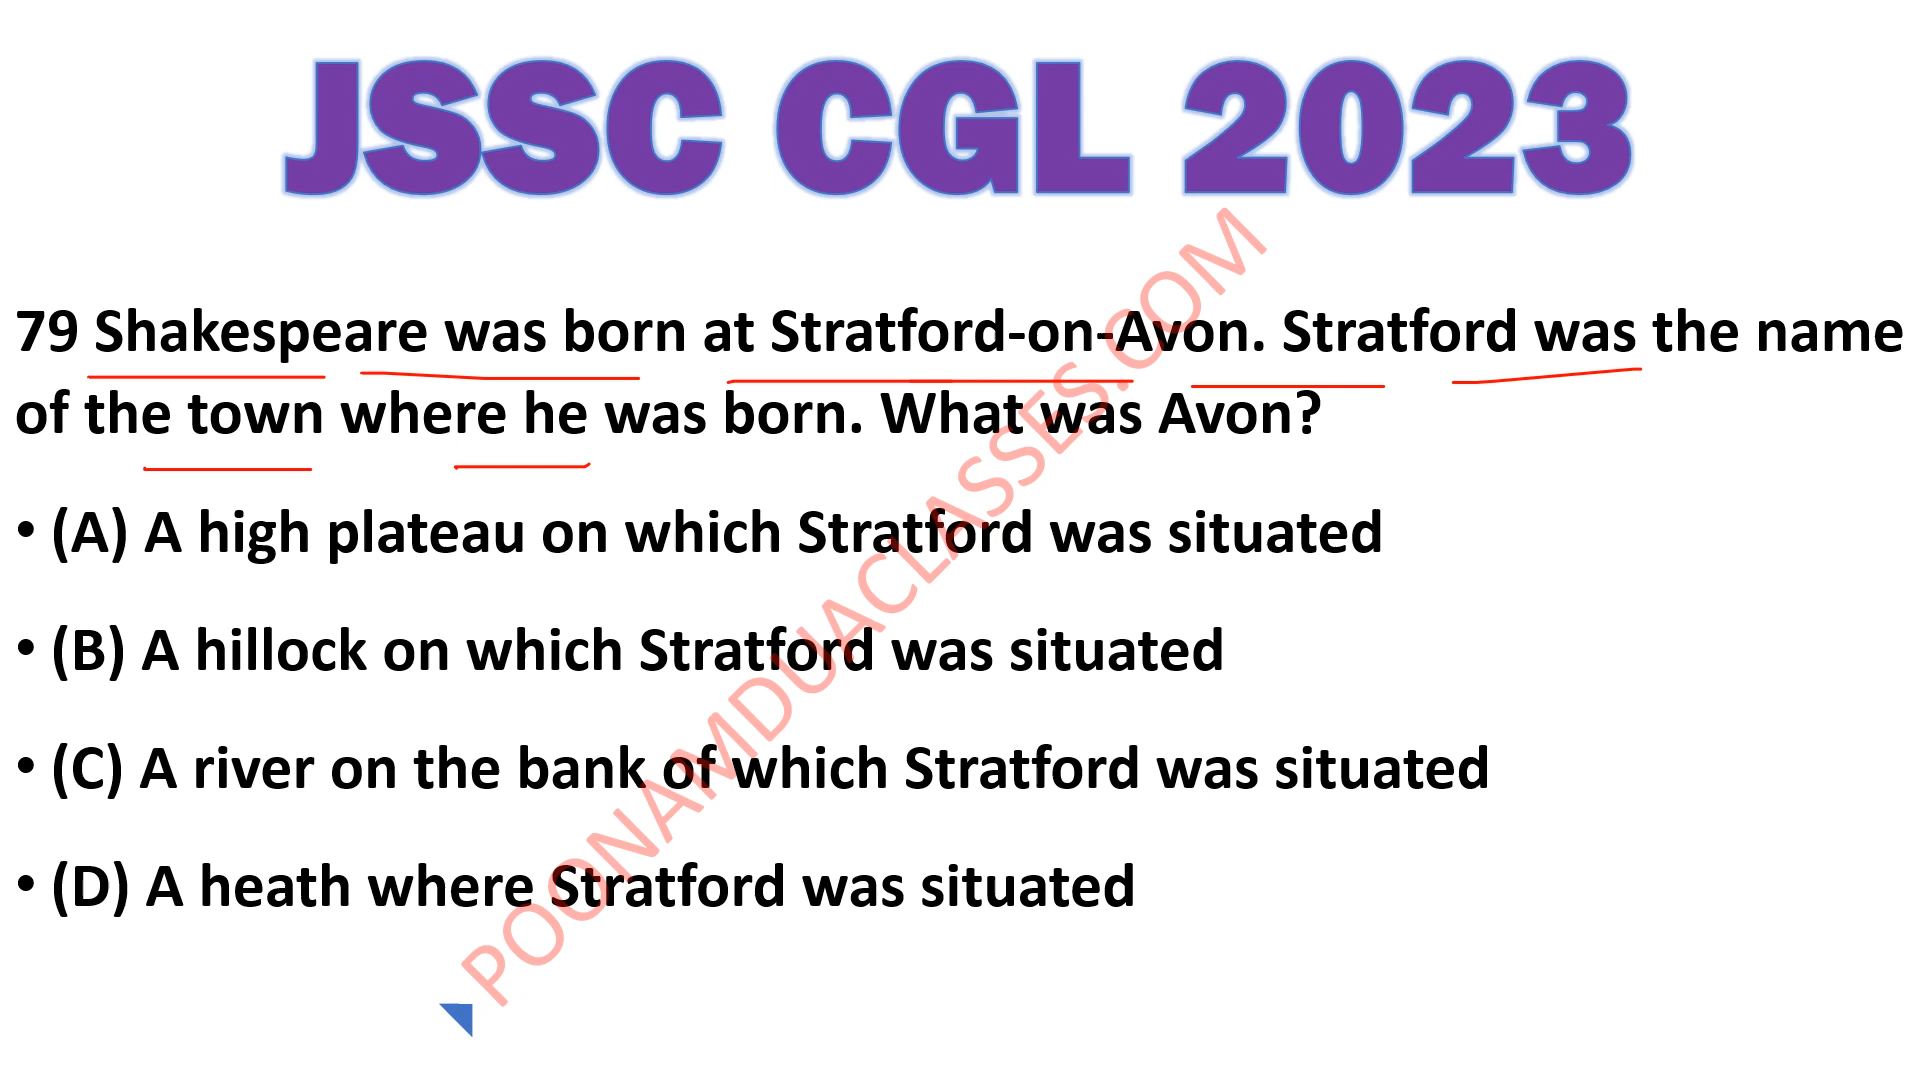 JSSC CGL 2023
79 Shakespeare was born at Stratford-on-Avon. Stratford was the name
of the town where he was born. What was Avon?
• (A) A high plateau on which Stratford was situated
• (B) A hillock on which Stratford was situated
• (C) A river on the bank of which Stratford was situated
• (D) A heath where Stratford was situated
POONAMDUACLASSES.COM